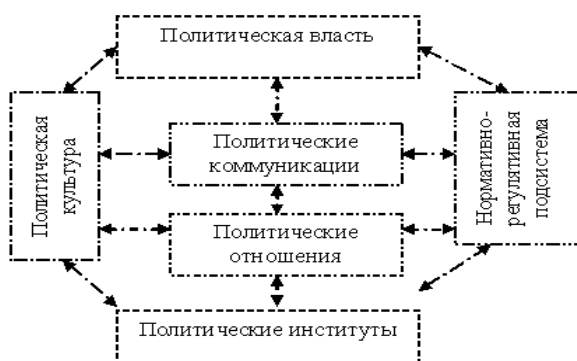 Политическая власть
Политическая
культура
Политические
коммуникации
Нормативно-
регулятивная
подсистема
Политические
отношения
Политические институты